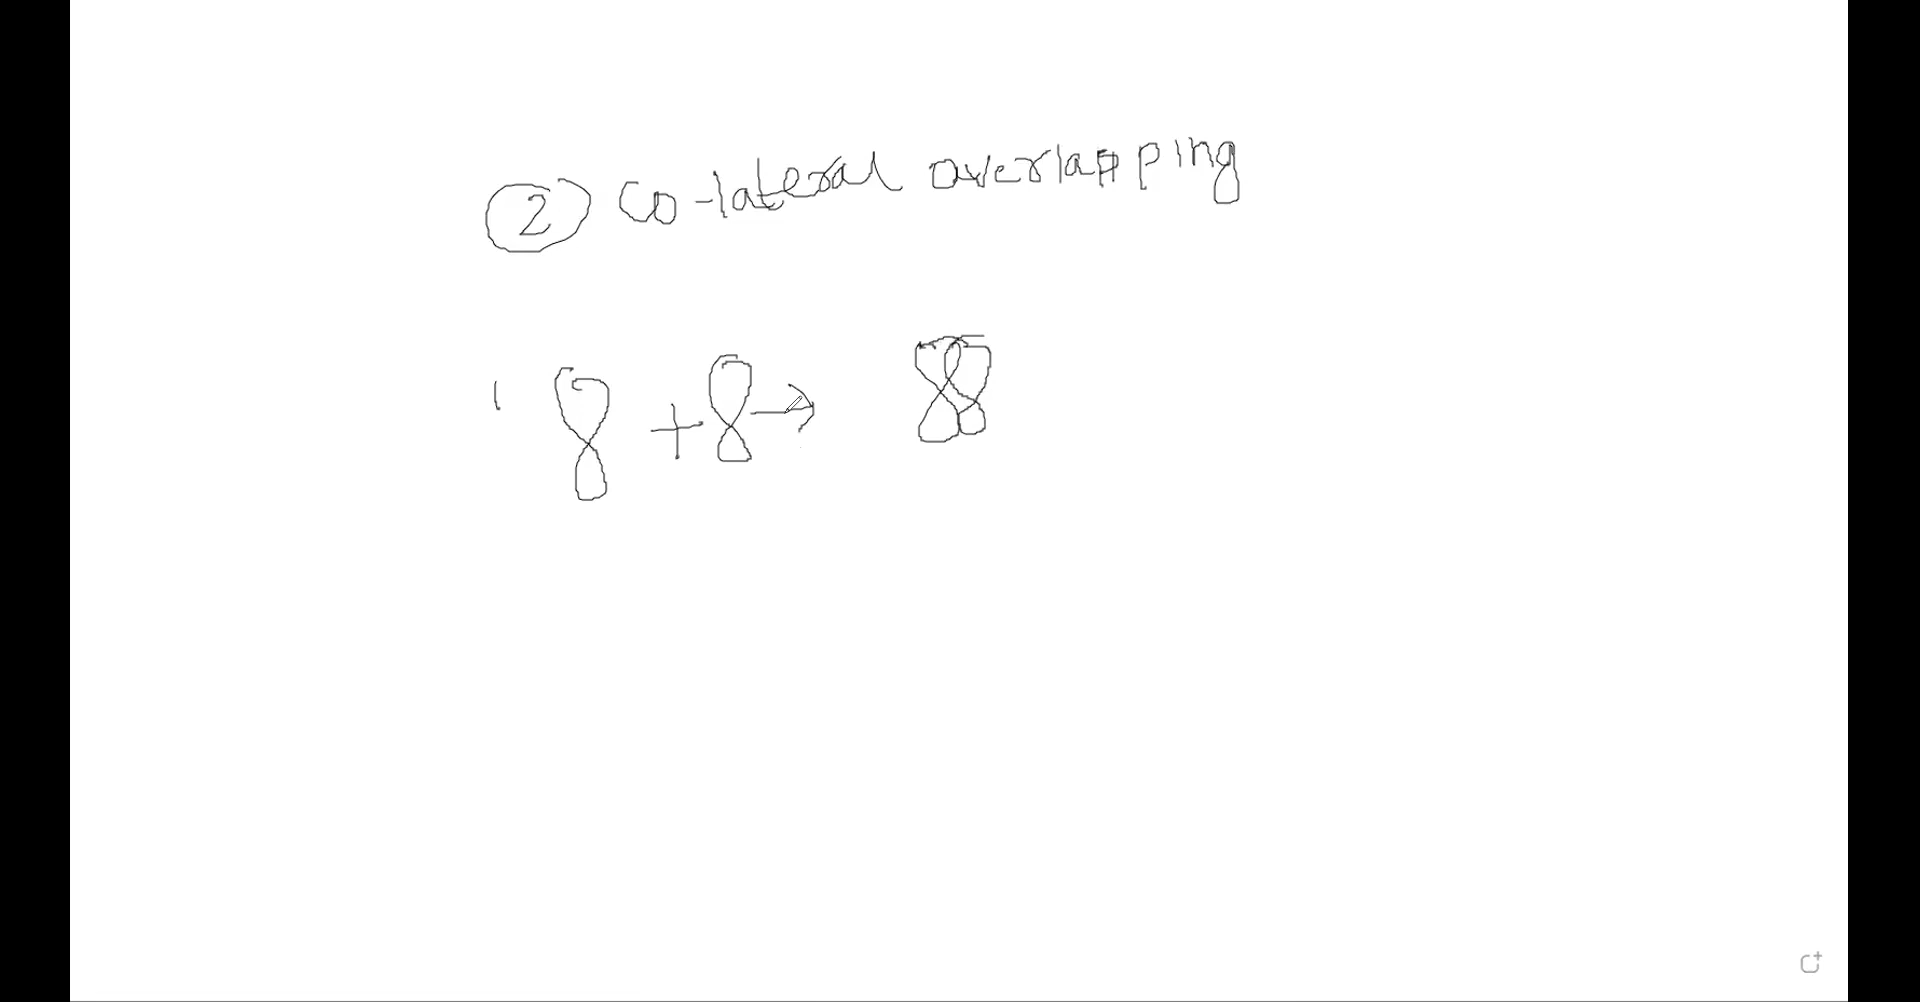 ② Co-lateral overlapping
+ →